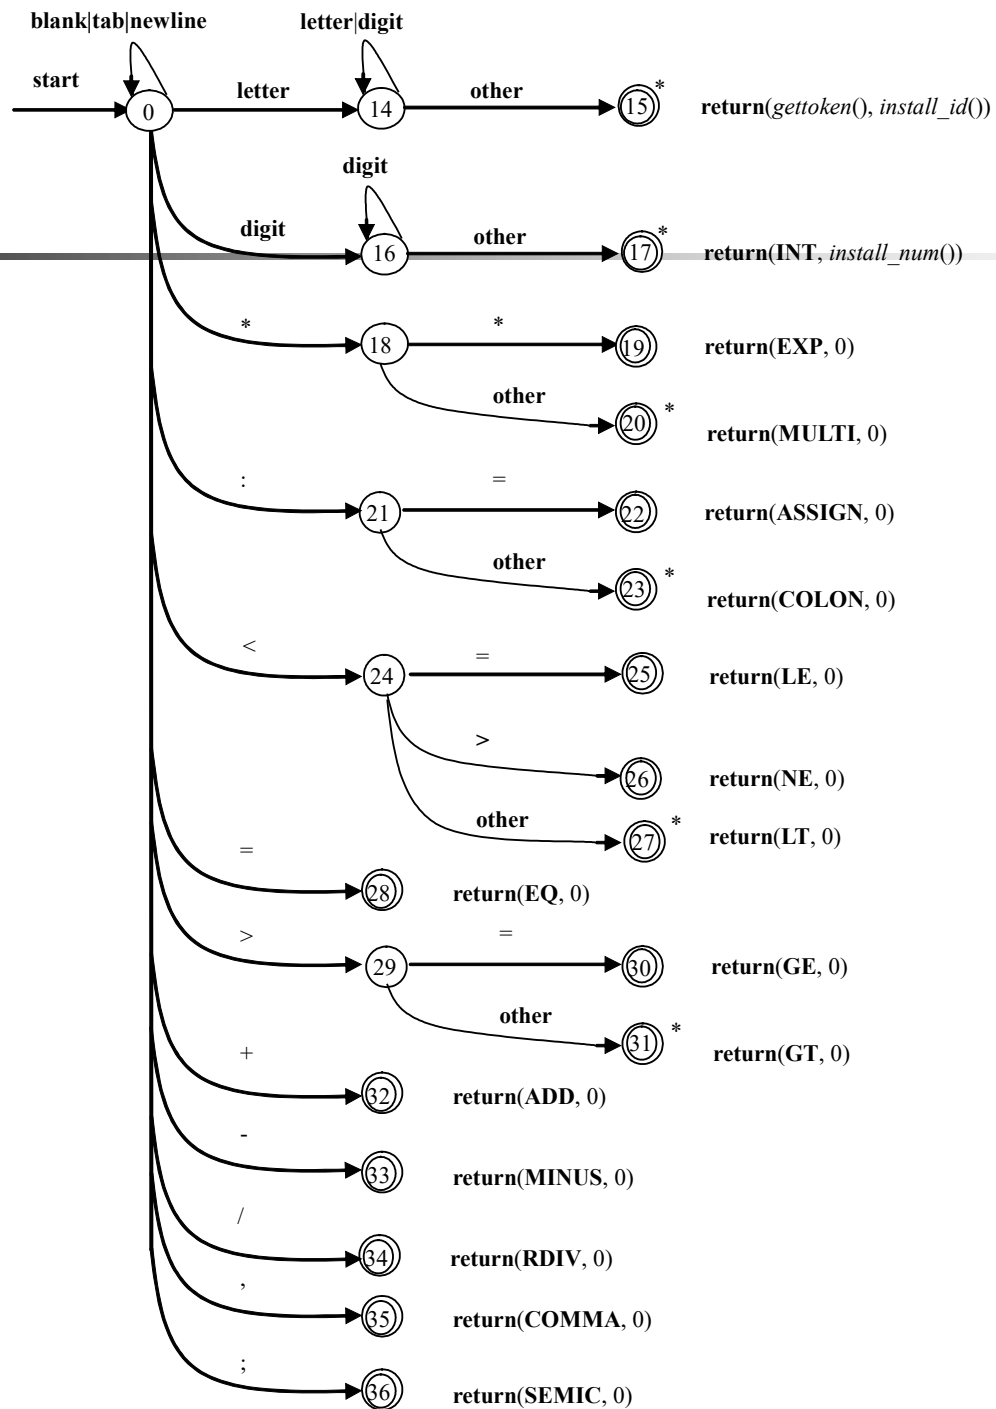 blank|tab|newline letter|digit
start letter other *
0 14 15 return(gettoken(), install_id())
digit
digit other *
16 17 return(INT, install_num())
* *
18 19 return(EXP, 0)
other *
20 return(MULTI, 0)
: =
21 22 return(ASSIGN, 0)
other *
23 return(COLON, 0)
< =
24 25 return(LE, 0)
>
26 return(NE, 0)
other *
27 return(LT, 0)
=
28 return(EQ, 0)
> =
29 30 return(GE, 0)
other *
31 return(GT, 0)
+
32 return(ADD, 0)
-
33 return(MINUS, 0)
/
34 return(RDIV, 0)
,
35 return(COMMA, 0)
;
36 return(SEMIC, 0)